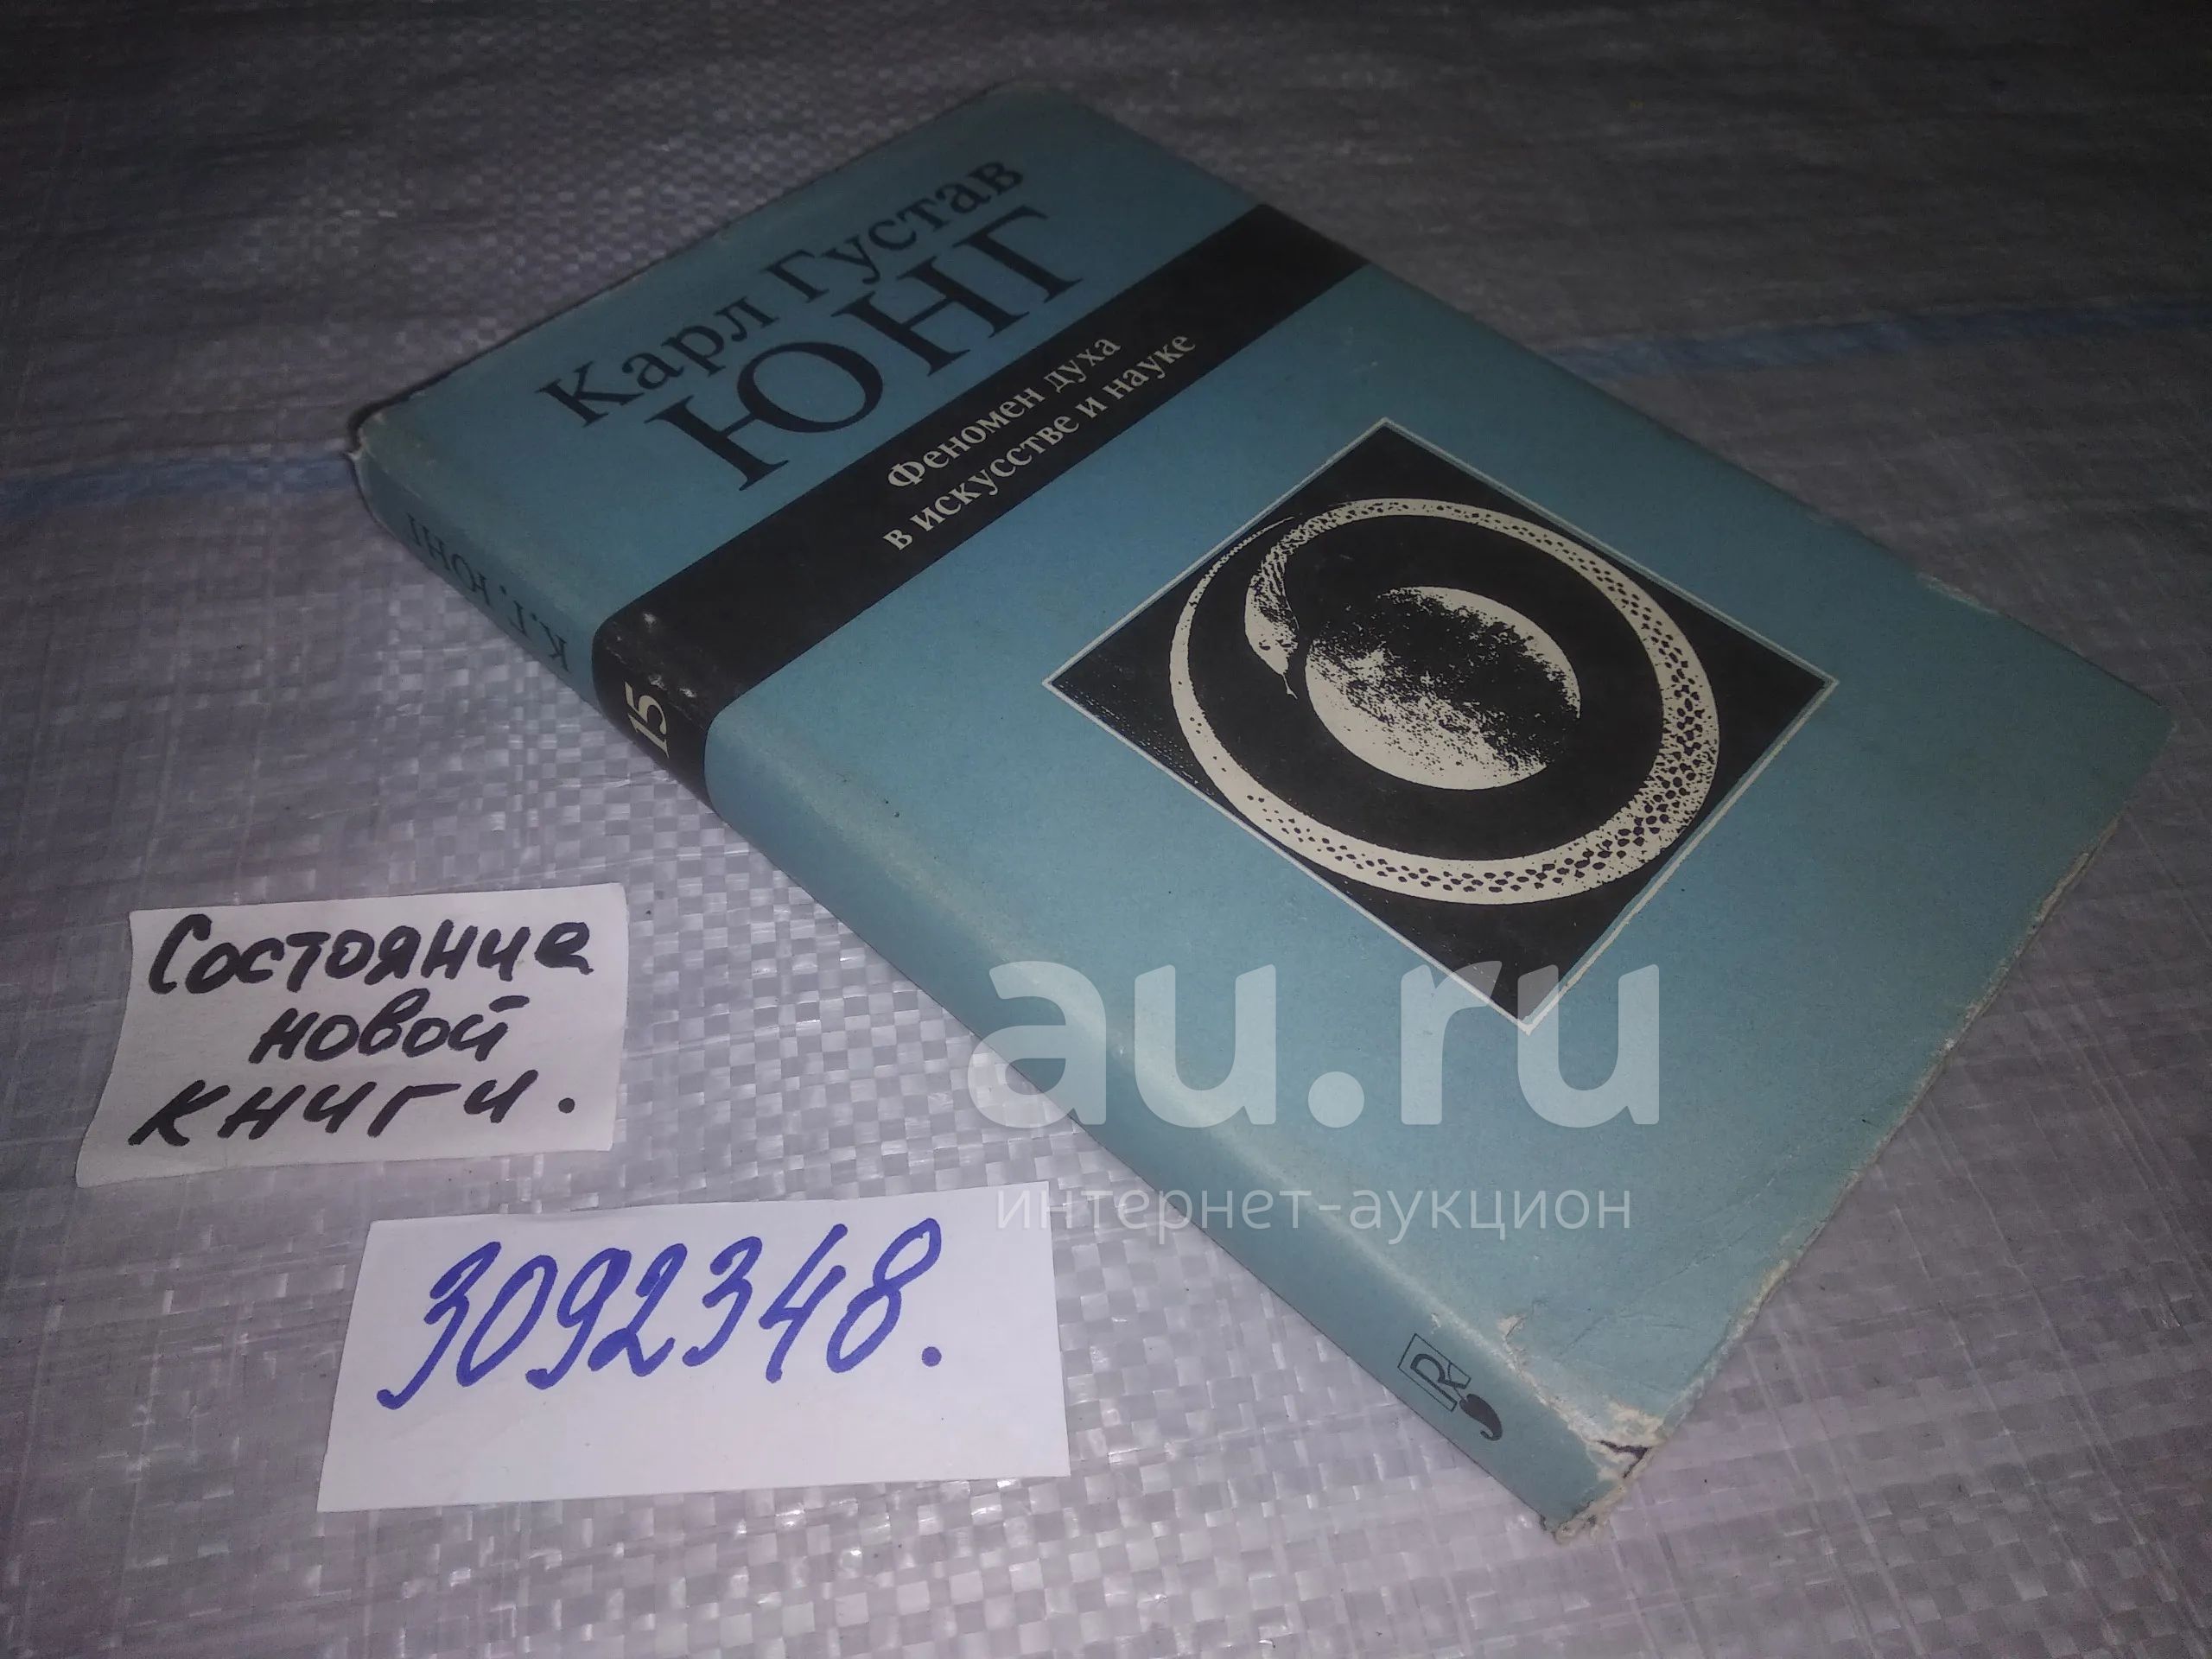 Карл Густав
ЮНГ
Феномен духа
в искусстве и науке
К.Г. ЮНГ
15
Состояние
новой
книги.
3092348.
au.ru
интернет-аукцион